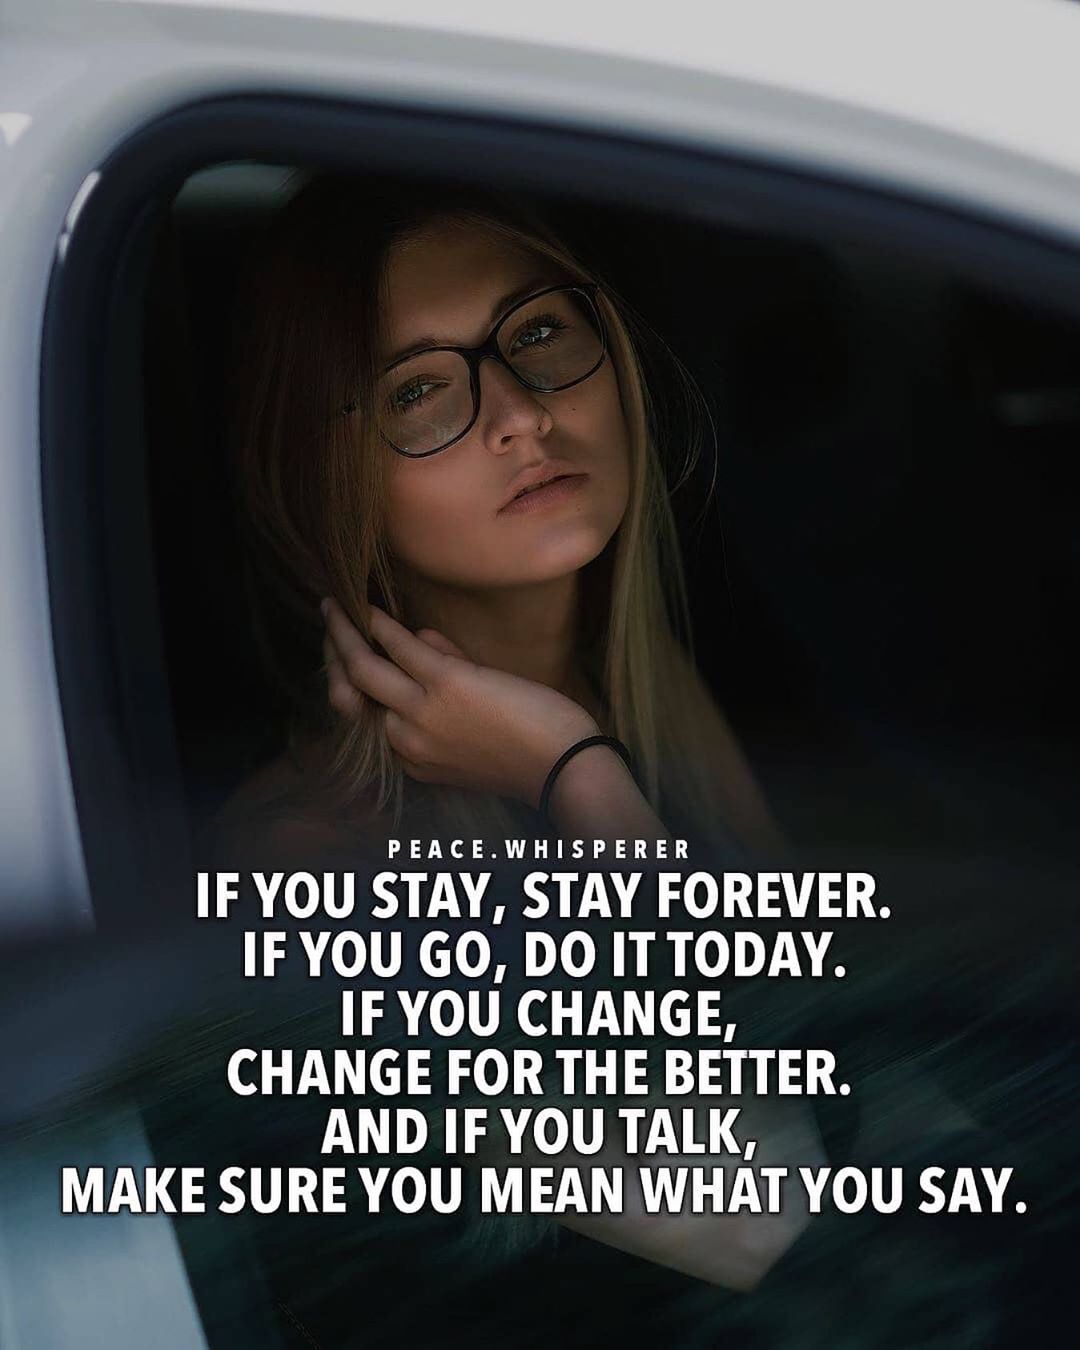 PEACE.WHISPERER
IF YOU STAY, STAY FOREVER.
IF YOU GO, DO IT TODAY.
IF YOU CHANGE,
CHANGE FOR THE BETTER.
AND IF YOU TALK,
MAKE SURE YOU MEAN WHAT YOU SAY.